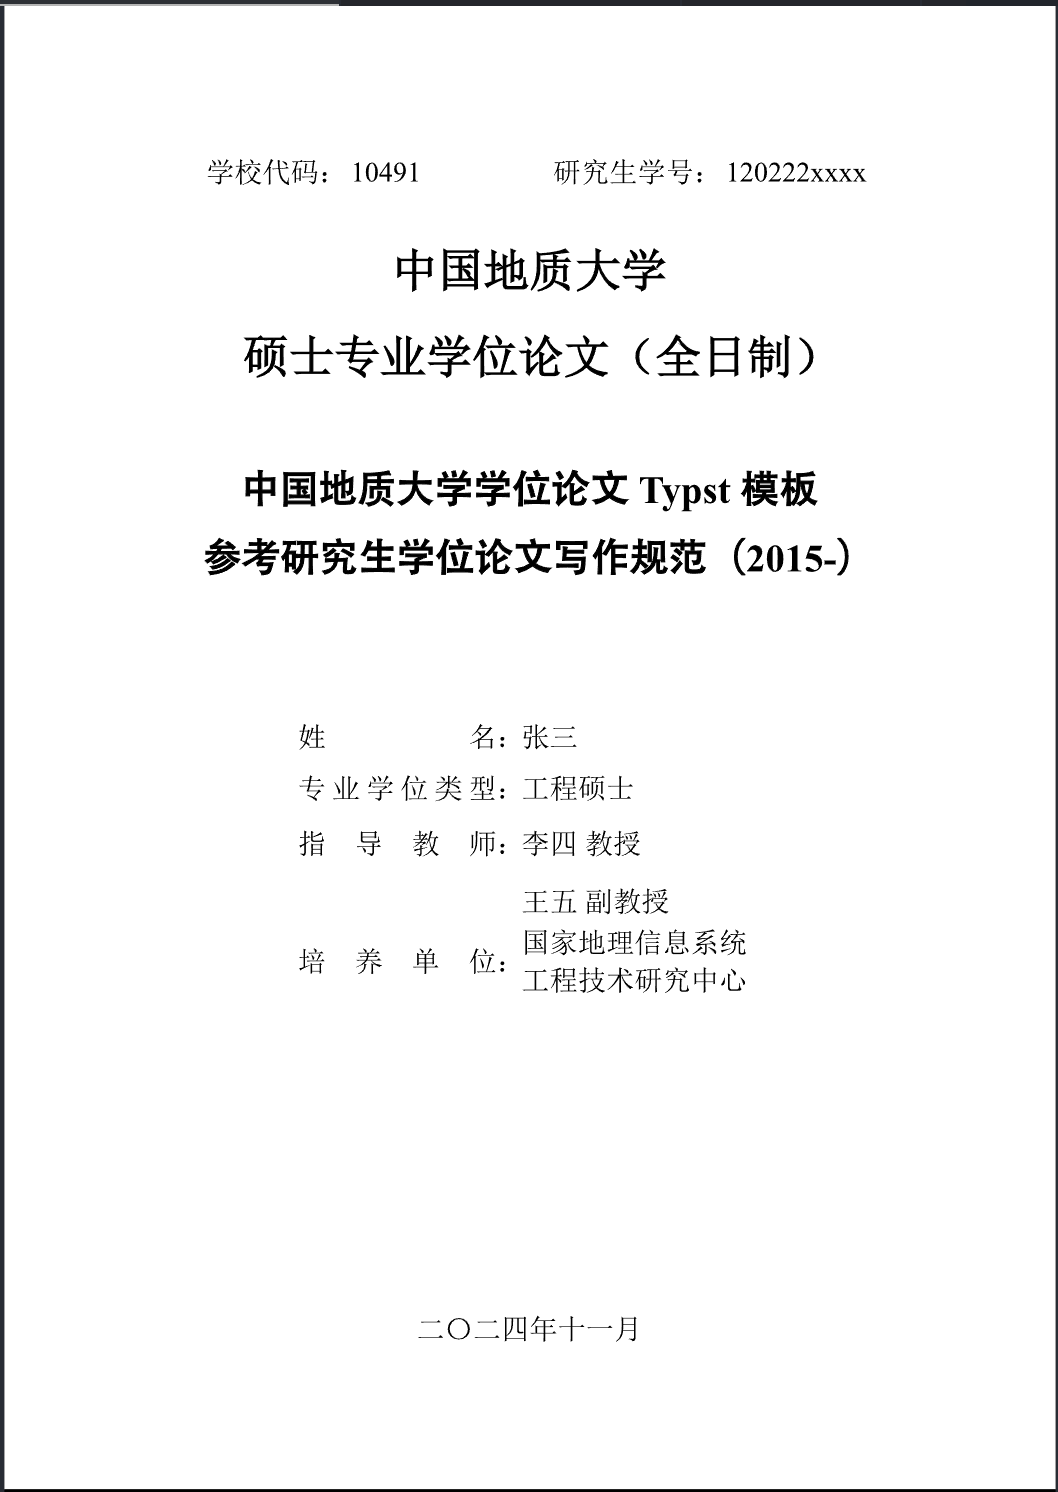 学校代码：10491 研究生学号：120222xxxx
中国地质大学
硕士专业学位论文（全日制）
中国地质大学学位论文 Typst 模板
参考研究生学位论文写作规范（2015-）
姓 名：张三
专业学位类型：工程硕士
指导教师：李四 教授
王五 副教授
培养单位：国家地理信息系统
工程技术研究中心
二〇二四年十一月